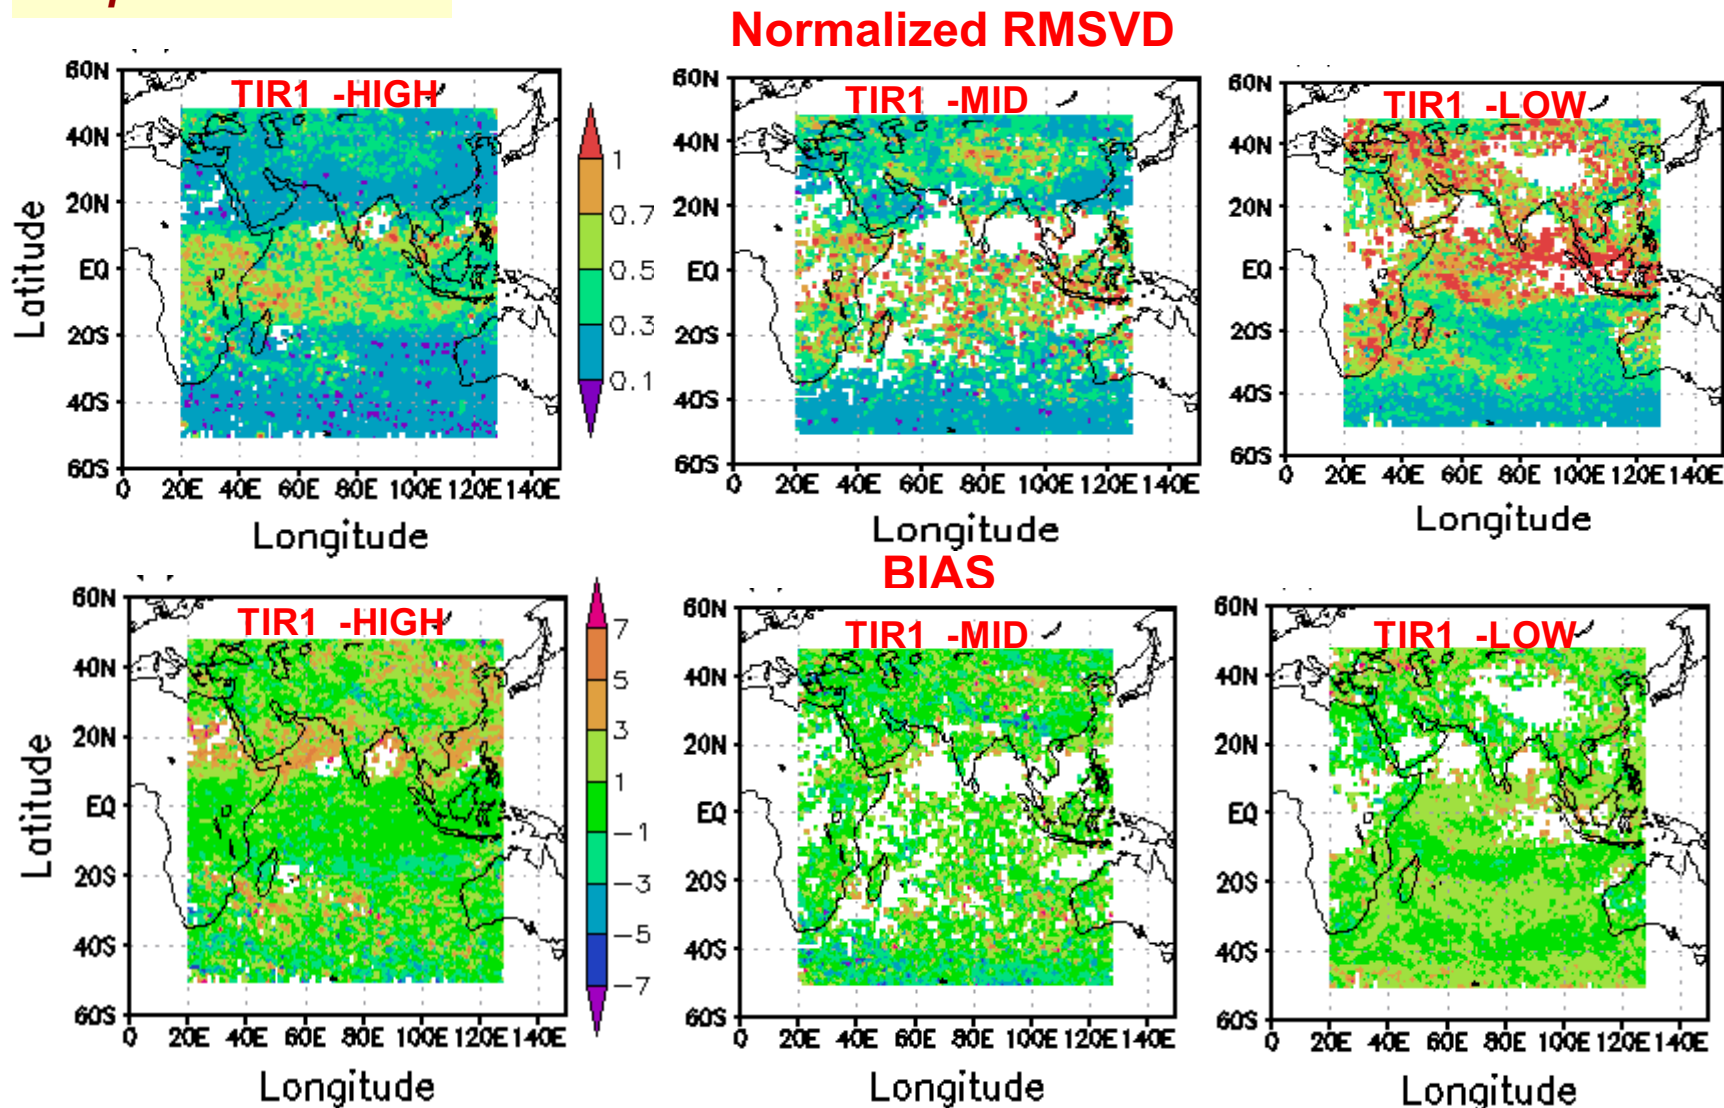 Normalized RMSVD
TIR1 -HIGH
60N
40N
20N
EQ
20S
40S
60S
0 20E 40E 60E 80E 100E 120E 140E
Latitude
Longitude
1
0.7
0.5
0.3
0.1
TIR1 -MID
60N
40N
20N
EQ
20S
40S
60S
0 20E 40E 60E 80E 100E 120E 140E
Longitude
TIR1 -LOW
60N
40N
20N
EQ
20S
40S
60S
0 20E 40E 60E 80E 100E 120E 140E
Longitude
BIAS
TIR1 -HIGH
60N
40N
20N
EQ
20S
40S
60S
0 20E 40E 60E 80E 100E 120E 140E
Latitude
Longitude
7
5
3
1
−1
−3
−5
−7
TIR1 -MID
60N
40N
20N
EQ
20S
40S
60S
0 20E 40E 60E 80E 100E 120E 140E
Longitude
TIR1 -LOW
60N
40N
20N
EQ
20S
40S
60S
0 20E 40E 60E 80E 100E 120E 140E
Longitude